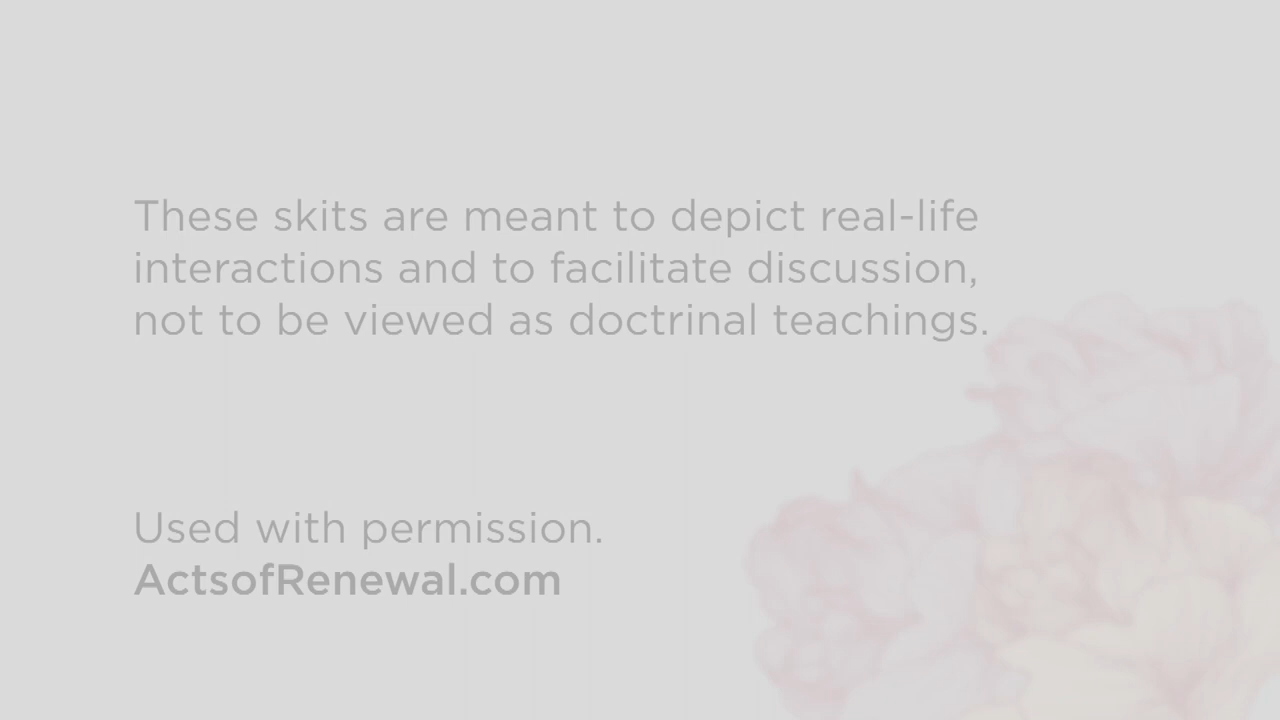 These skits are meant to depict real-life
interactions and to facilitate discussion,
not to be viewed as doctrinal teachings.
Used with permission.
ActsofRenewal.com